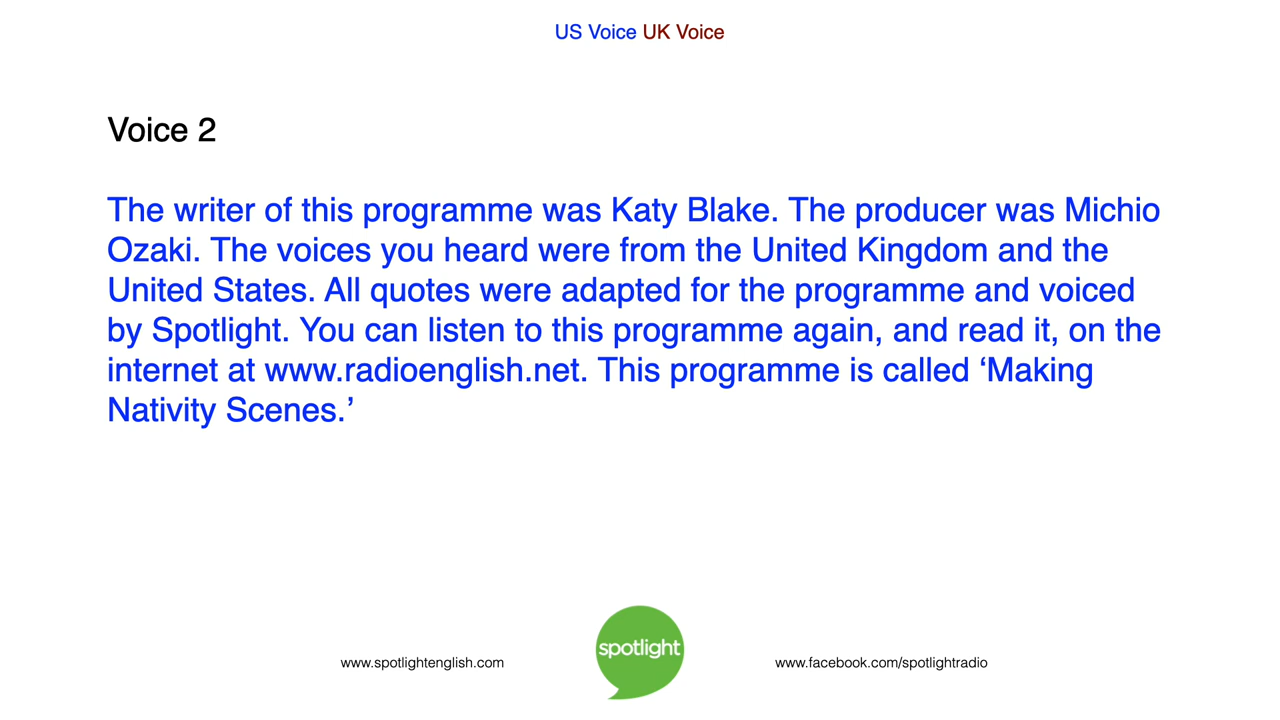 US Voice UK Voice
Voice 2
The writer of this programme was Katy Blake. The producer was Michio
Ozaki. The voices you heard were from the United Kingdom and the
United States. All quotes were adapted for the programme and voiced
by Spotlight. You can listen to this programme again, and read it, on the
internet at www.radioenglish.net. This programme is called ‘Making
Nativity Scenes.’
spotlight
www.spotlightenglish.com
www.facebook.com/spotlightradio